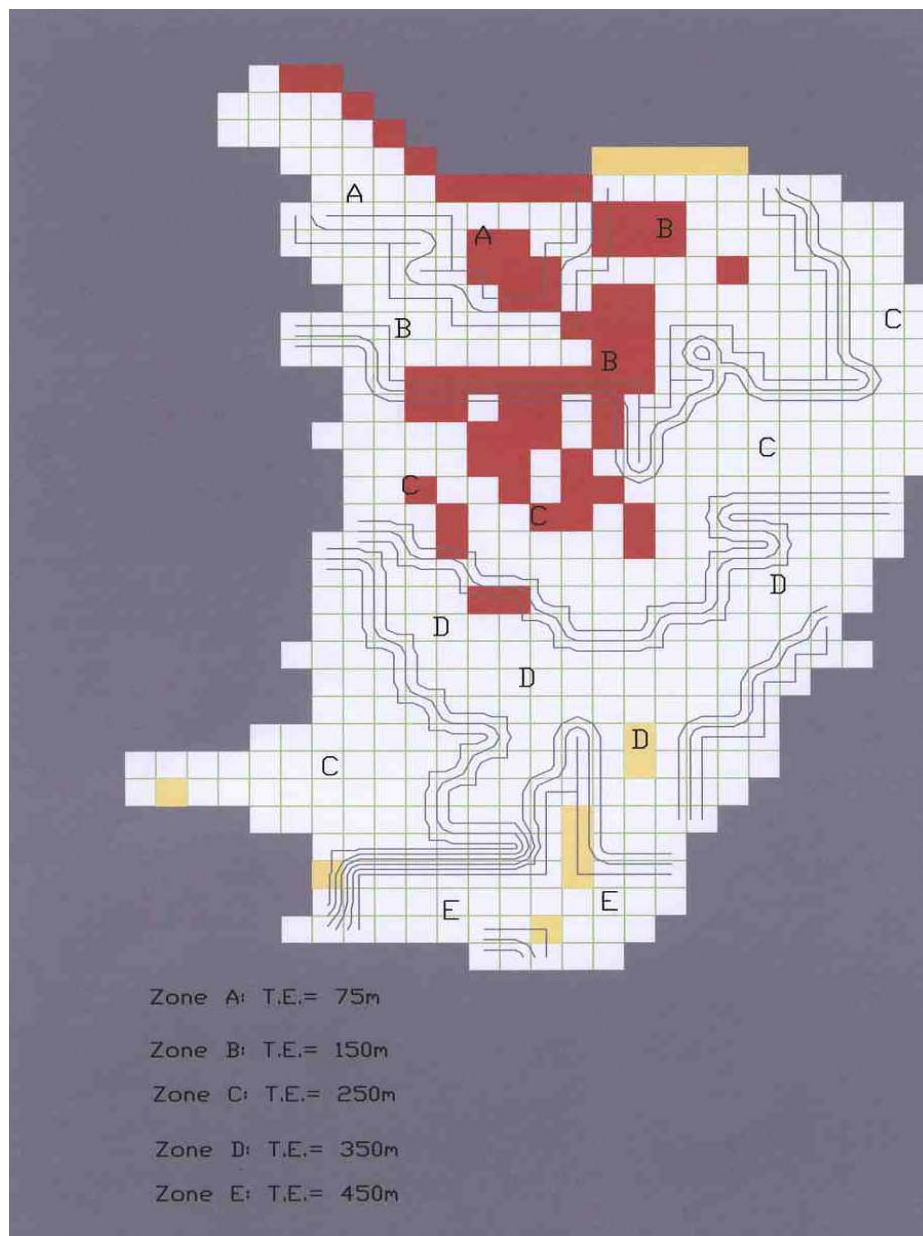 A
A
B
C
B
B
C
C
C
D
D
D
D
C
E
E
Zone A: T.E.= 75m
Zone B: T.E.= 150m
Zone C: T.E.= 250m
Zone D: T.E.= 350m
Zone E: T.E.= 450m